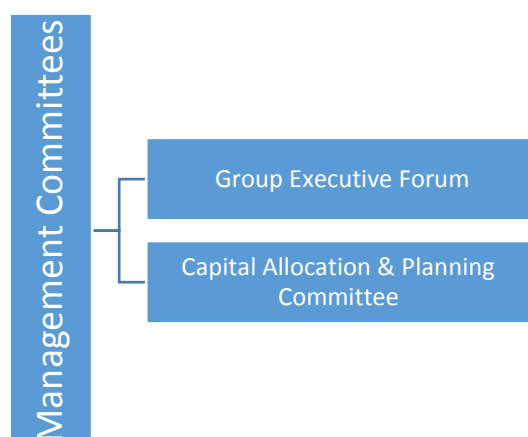 Management Committees
Group Executive Forum
Capital Allocation & Planning
Committee